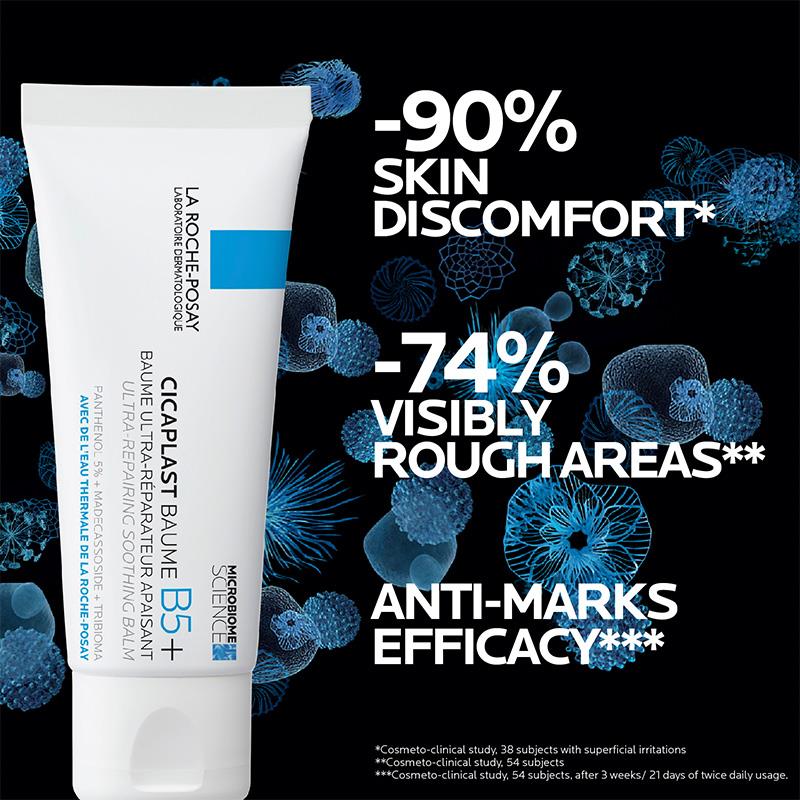 LA ROCHE-POSAY
LABORATOIRE DERMATOLOGIQUE
CICAPLAST BAUME B5+
BAUME ULTRA-RÉPARATEUR APAISANT
ULTRA-REPAIRING SOOTHING BALM
PANTHENOL 5% + MADECASSOSIDE + TRIBIOMA
AVEC DE L'EAU THERMALE DE LA ROCHE-POSAY
MICROBIOME
SCIENCE
-90%
SKIN
DISCOMFORT*
-74%
VISIBLY
ROUGH AREAS**
ANTI-MARKS
EFFICACY***
*Cosmeto-clinical study, 38 subjects with superficial irritations
**Cosmeto-clinical study, 54 subjects
***Cosmeto-clinical study, 54 subjects, after 3 weeks/ 21 days of twice daily usage.